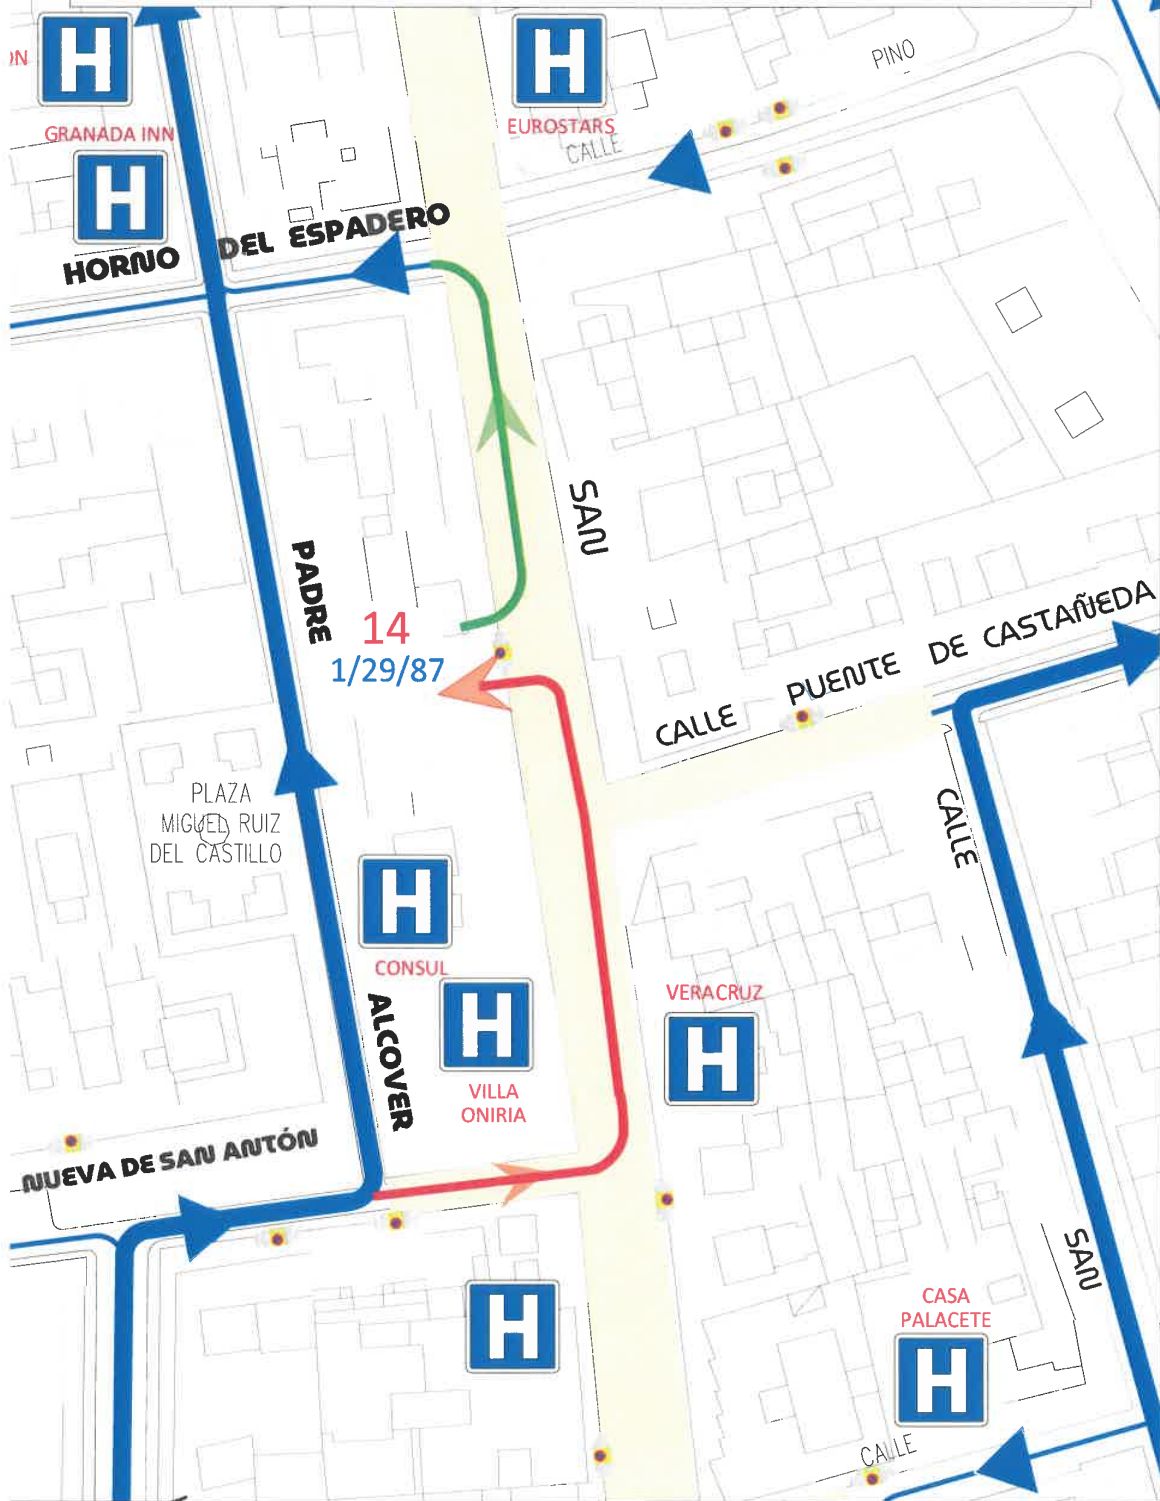 ON
H
H
PINO
GRANADA INN
EUROSTARS
CALLE
H
HORNO DEL ESPADERO
SAN
PADRE
14
1/29/87
CALLE PUENTE DE CASTAÑEDA
PLAZA
MIGUEL RUIZ
DEL CASTILLO
CALLE
H
CONSUL
ALCOVER
H
VILLA
ONIRIA
VERACRUZ
H
NUEVA DE SAN ANTÓN
SAN
H
CASA
PALACETE
H
CALLE